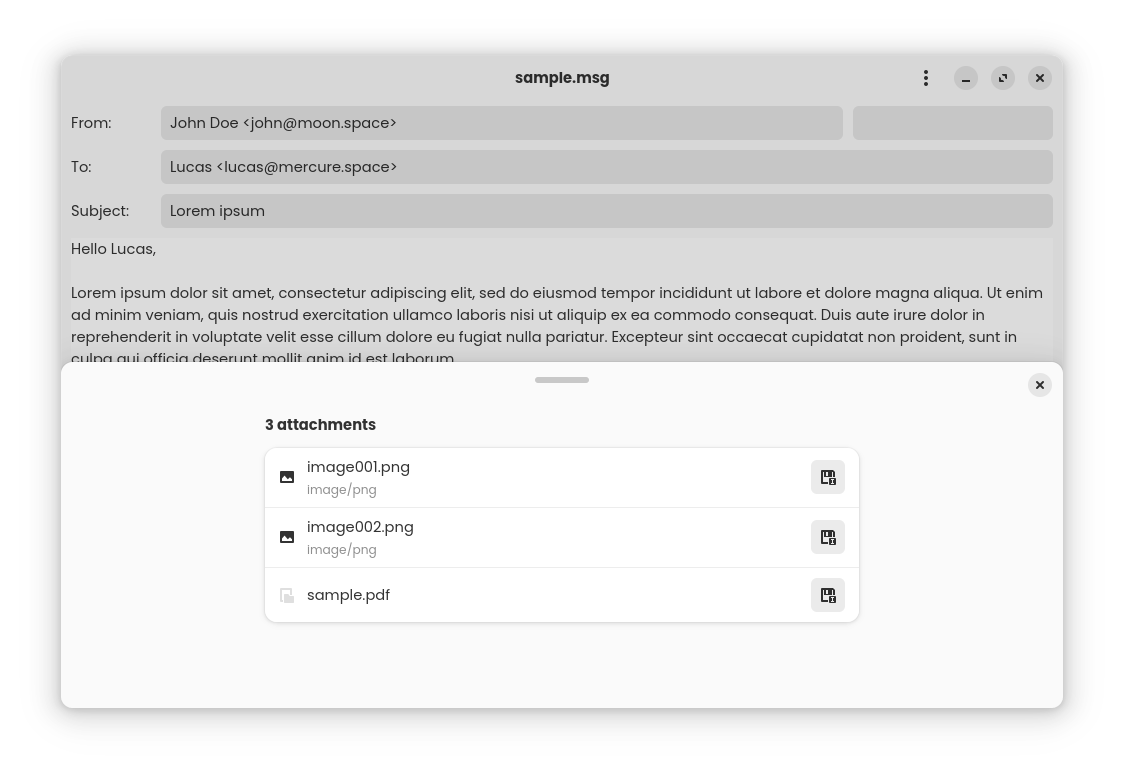 sample.msg
From: John Doe <john@moon.space>
To: Lucas <lucas@mercure.space>
Subject: Lorem ipsum
Hello Lucas,
Lorem ipsum dolor sit amet, consectetur adipiscing elit, sed do eiusmod tempor incididunt ut labore et dolore magna aliqua. Ut enim
ad minim veniam, quis nostrud exercitation ullamco laboris nisi ut aliquip ex ea commodo consequat. Duis aute irure dolor in
reprehenderit in voluptate velit esse cillum dolore eu fugiat nulla pariatur. Excepteur sint occaecat cupidatat non proident, sunt in
culpa qui officia deserunt mollit anim id est laborum.
3 attachments
image001.png
image/png
image002.png
image/png
sample.pdf